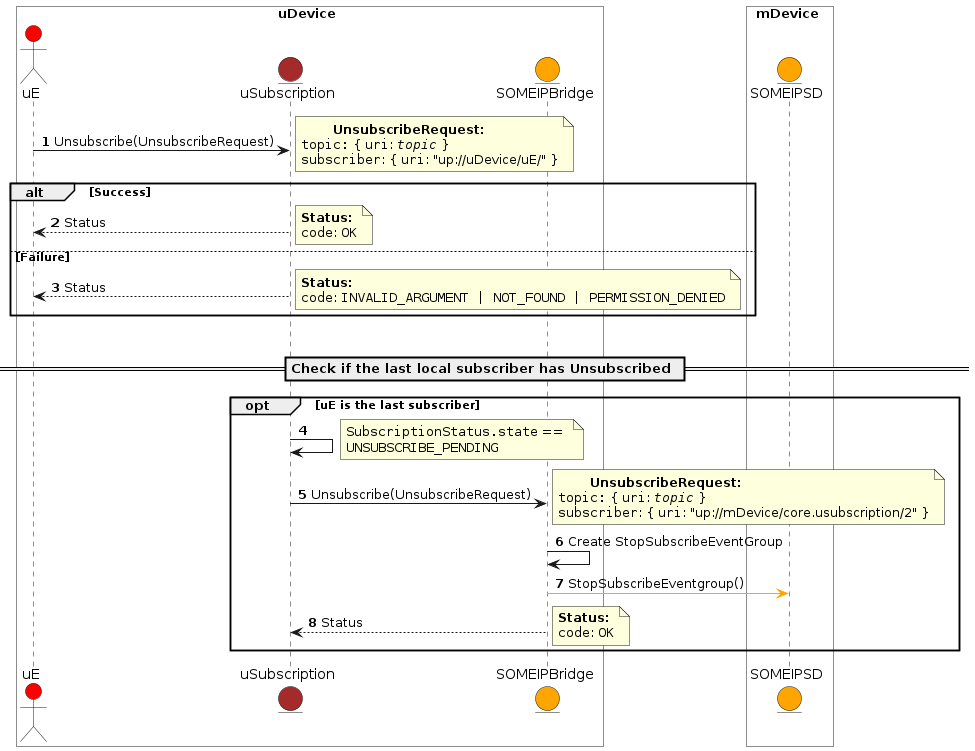 uDevice
mDevice
uE
uSubscription
SOMEIPBridge
SOMEIPSD
1 Unsubscribe(UnsubscribeRequest)
UnsubscribeRequest:
topic: { uri: topic }
subscriber: { uri: "up://uDevice/uE/" }
alt [Success]
2 Status
Status:
code: OK
[Failure]
3 Status
Status:
code: INVALID_ARGUMENT | NOT_FOUND | PERMISSION_DENIED
Check if the last local subscriber has Unsubscribed
opt [uE is the last subscriber]
4
SubscriptionStatus.state ==
UNSUBSCRIBE_PENDING
5 Unsubscribe(UnsubscribeRequest)
UnsubscribeRequest:
topic: { uri: topic }
subscriber: { uri: "up://mDevice/core.usubscription/2" }
6 Create StopSubscribeEventGroup
7 StopSubscribeEventgroup()
8 Status
Status:
code: OK
uE
uSubscription
SOMEIPBridge
SOMEIPSD